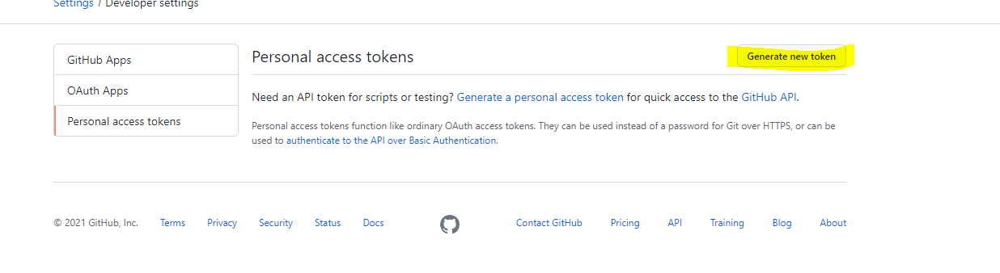 Settings / Developer settings
GitHub Apps
OAuth Apps
Personal access tokens
Personal access tokens
Generate new token
Need an API token for scripts or testing? Generate a personal access token for quick access to the GitHub API.
Personal access tokens function like ordinary OAuth access tokens. They can be used instead of a password for Git over HTTPS, or can be
used to authenticate to the API over Basic Authentication.
© 2021 GitHub, Inc. Terms Privacy Security Status Docs Contact GitHub Pricing API Training Blog About